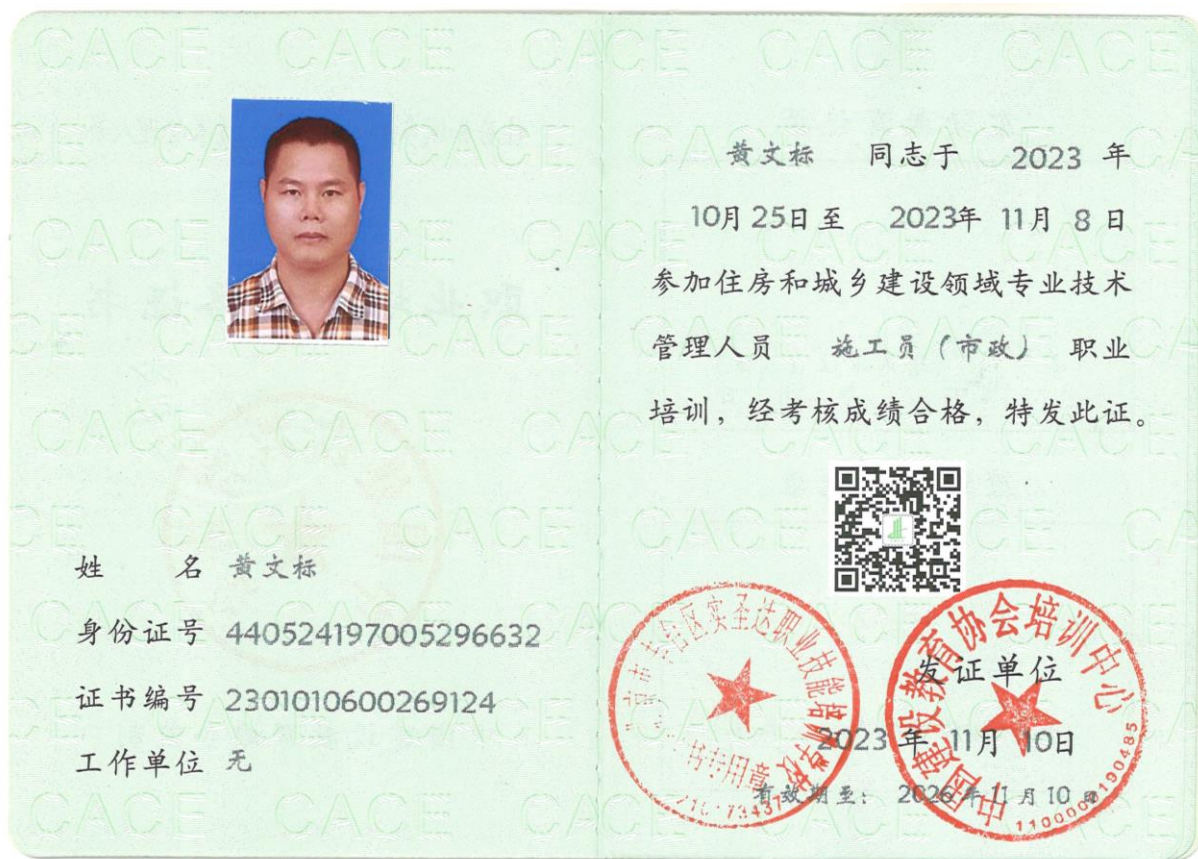 CACE CACE CACE CACE CACE
姓 名 黄文标
身份证号 440524197005296632
证书编号 2301010600269124
工作单位 无
黄文标 同志于 2023 年
10月 25日 至 2023年 11月 8 日
参加住房和城乡建设领域专业技术
管理人员 施工员（市政） 职业
培训，经考核成绩合格，特发此证。
中国建设教育协会培训中心
发证单位
2023 年 11月 10日
有效期至： 2026 年 11 月 10 日